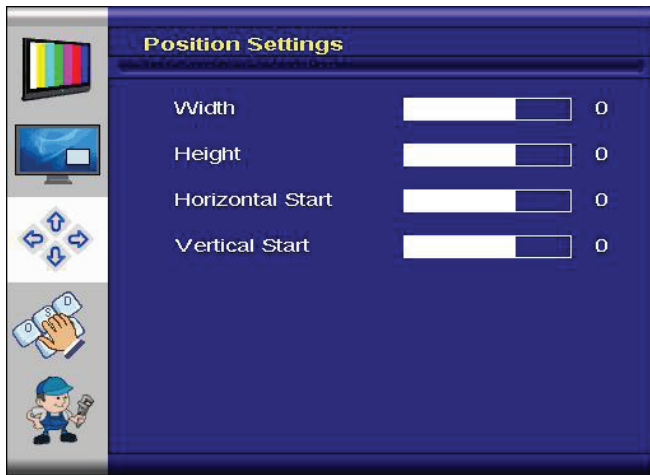 Position Settings
Width 0
Height 0
Horizontal Start 0
Vertical Start 0
O S D